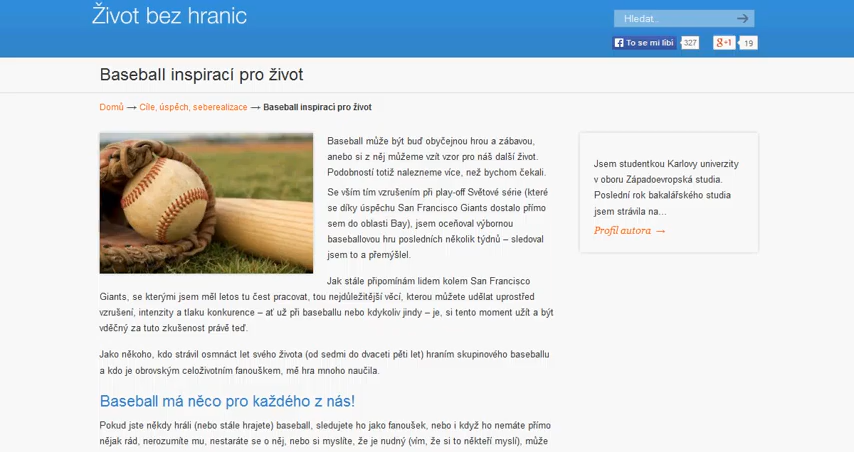 Život bez hranic
Hledat..
To se mi líbí
327
+1
19
Baseball inspirací pro život
Domů → Cíle, úspěch, seberealizace → Baseball inspirací pro život
Baseball může být buď obyčejnou hrou a zábavou,
anebo si z něj můžeme vzít vzor pro náš další život.
Podobností totiž nalezneme více, než bychom čekali.
Se vším tím vzrušením při play-off Světové série (které
se díky úspěchu San Francisco Giants dostalo přímo
sem do oblasti Bay), jsem oceňoval výbornou
baseballovou hru posledních několik týdnů – sledoval
jsem to a přemýšlel.
Jak stále připomínám lidem kolem San Francisco
Giants, se kterými jsem měl letos tu čest pracovat, tou nejdůležitější věcí, kterou můžete udělat uprostřed
vzrušení, intenzity a tlaku konkurence – ať už při baseballu nebo kdykoliv jindy – je, si tento moment užít a být
vděčný za tuto zkušenost právě teď.
Jako někoho, kdo strávil osmnáct let svého života (od sedmi do dvaceti pěti let) hraním skupinového baseballu
a kdo je obrovským celoživotním fanouškem, mě hra mnoho naučila.
Baseball má něco pro každého z nás!
Pokud jste někdy hráli (nebo stále hrajete) baseball, sledujete ho jako fanoušek, nebo i když ho nemáte přímo
nějak rád, nerozumíte mu, nestaráte se o něj, nebo si myslíte, že je nudný (vím, že si to někteří myslí), může
Jsem studentkou Karlovy univerzity
v oboru Západoevropská studia.
Poslední rok bakalářského studia
jsem strávila na...
Profil autora →